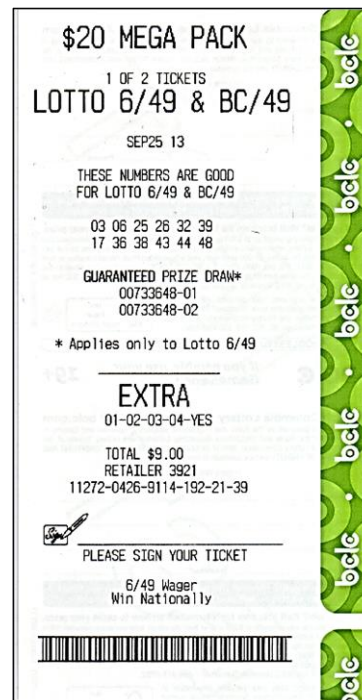 $20 MEGA PACK
1 OF 2 TICKETS
LOTTO 6/49 & BC/49
SEP25 13
THESE NUMBERS ARE GOOD
FOR LOTTO 6/49 & BC/49
03 06 25 26 32 39
17 36 38 43 44 48
GUARANTEED PRIZE DRAW*
00733648-01
00733648-02
* Applies only to Lotto 6/49
EXTRA
01-02-03-04-YES
TOTAL $9.00
RETAILER 3921
11272-0426-9114-192-21-39
PLEASE SIGN YOUR TICKET
6/49 Wager
Win Nationally
bclc
bclc
bclc
bclc
bclc
bclc